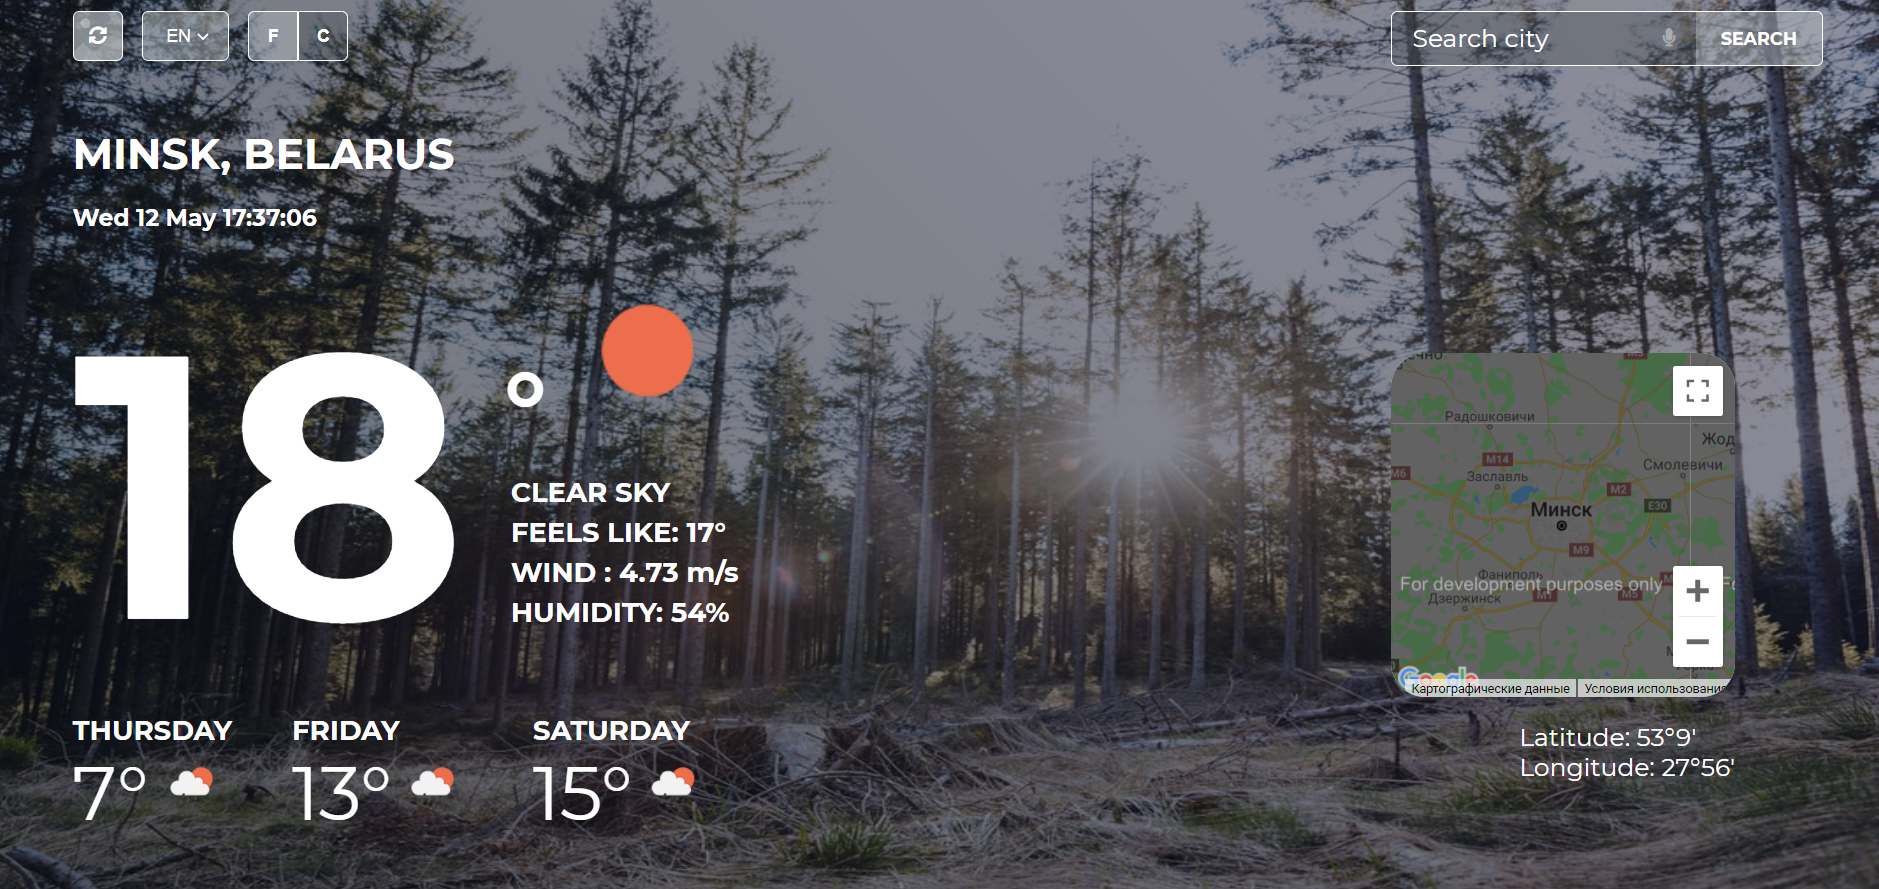 EN
F
C
Search city
SEARCH
MINSK, BELARUS
Wed 12 May 17:37:06
18°
CLEAR SKY
FEELS LIKE: 17°
WIND : 4.73 m/s
HUMIDITY: 54%
THURSDAY
7°
FRIDAY
13°
SATURDAY
15°
Радошковичи
Жод
M14
Смолевичи
M6
Заславль
M2
E30
Минск
M9
Фаниполь
For development purposes only
Дзержинск
M1
M5
Google
Картографические данные
Условия использования
Latitude: 53°9'
Longitude: 27°56'